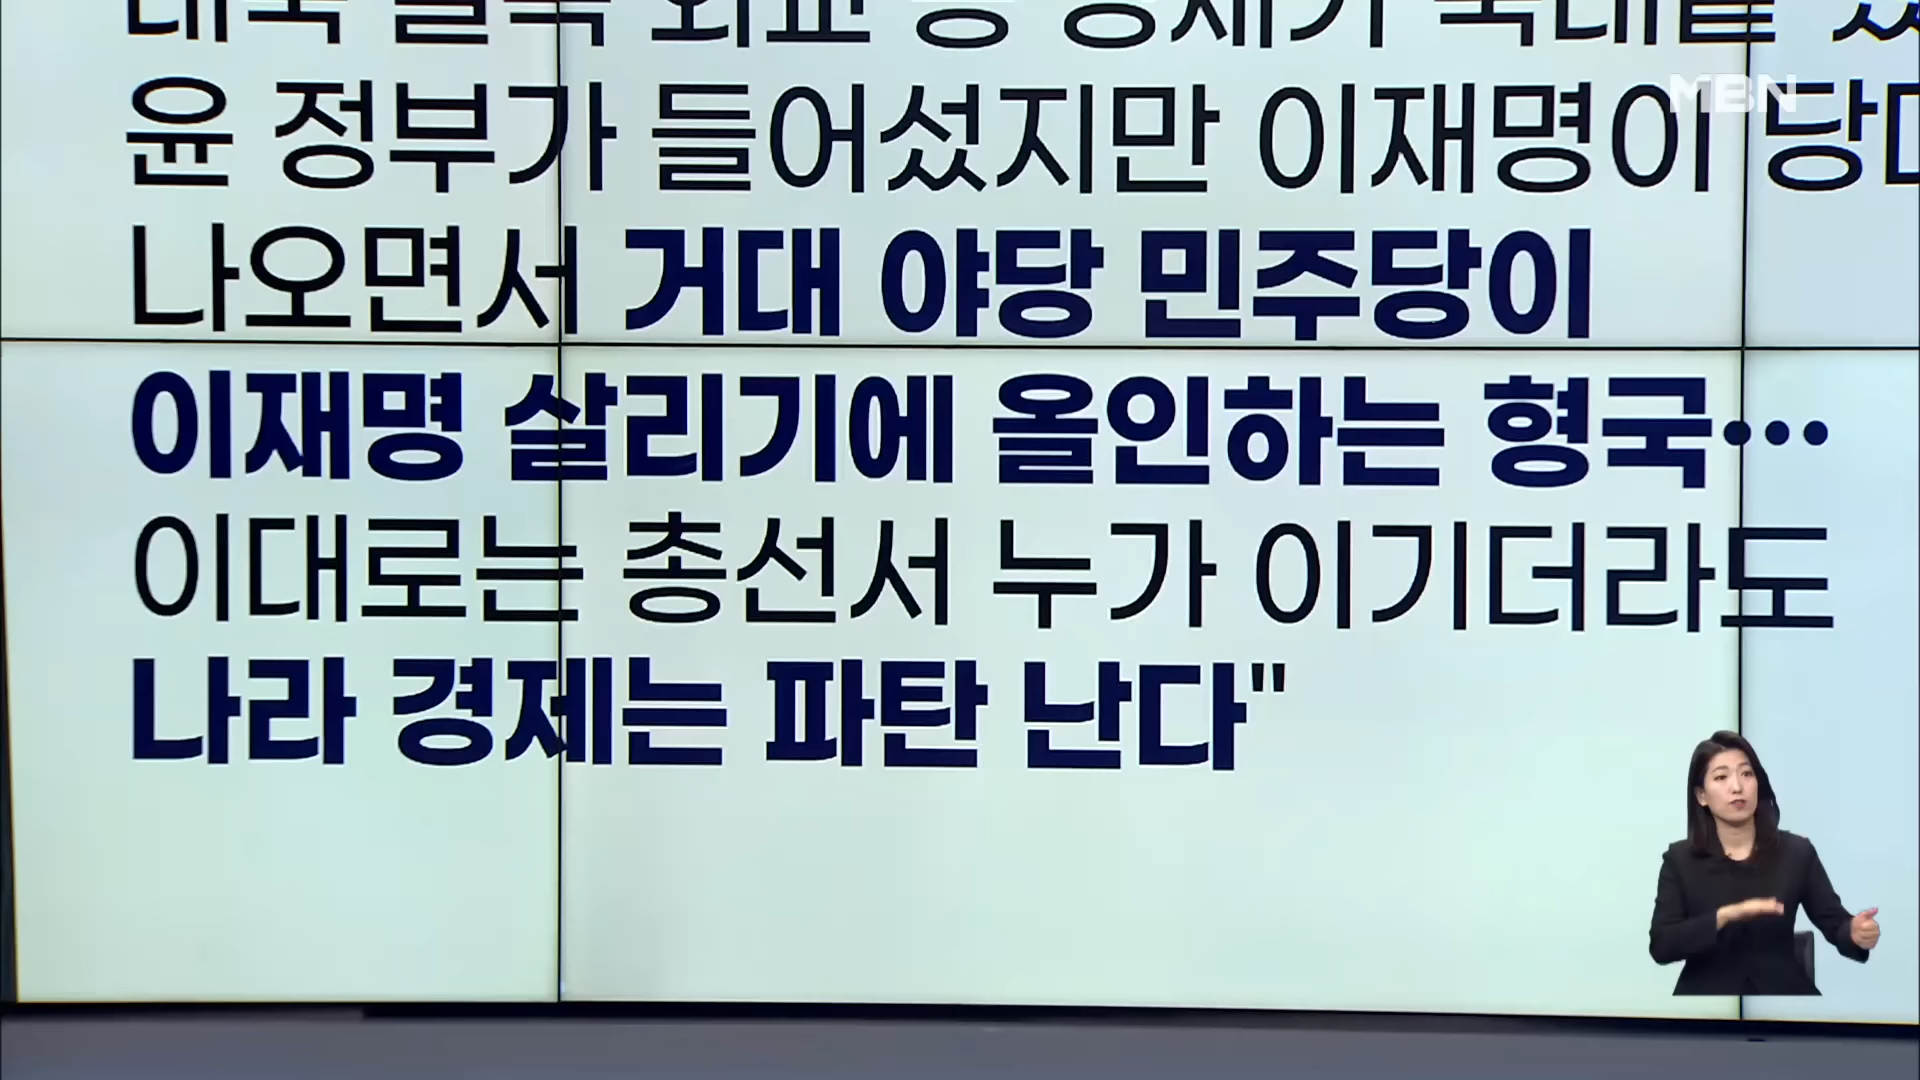 외교
윤 정부가 들어섰지만 이재명이
MBN
나오면서 거대 야당 민주당이
이재명 살리기에 올인하는 형국…
이대로는 총선서 누가 이기더라도
나라 경제는 파탄 난다"